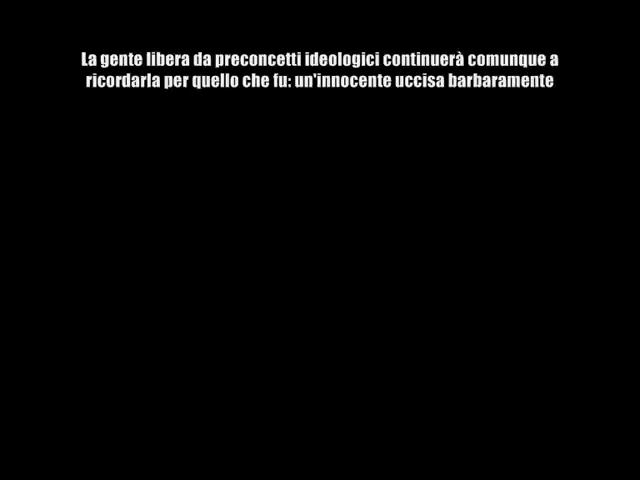 La gente libera da preconcetti ideologici continuerà comunque a
ricordarla per quello che fu: un'innocente uccisa barbaramente